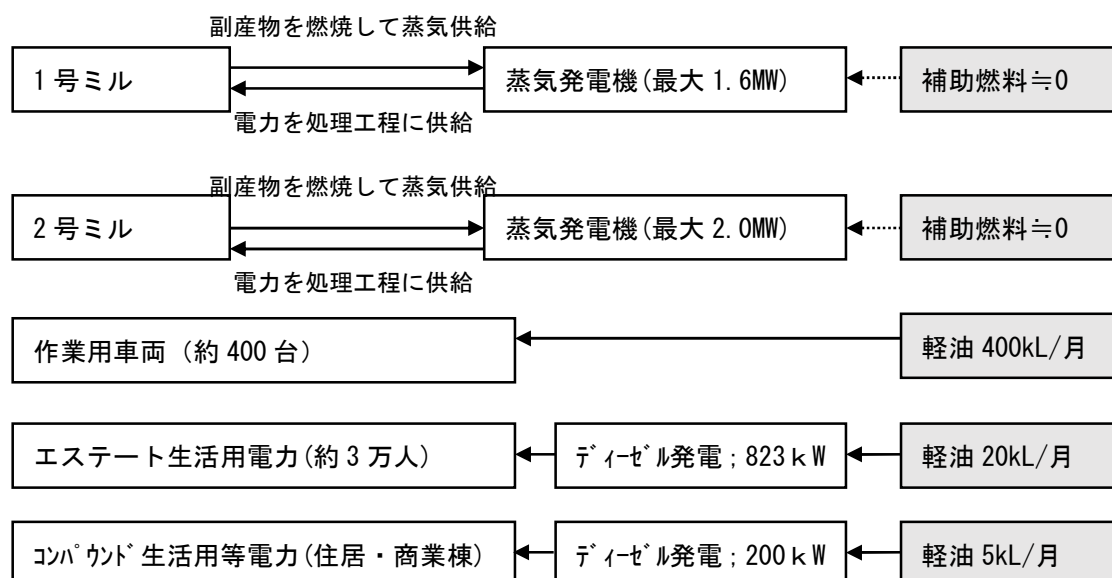 副産物を燃焼して蒸気供給
1号ミル
蒸気発電機(最大 1.6MW)
補助燃料≒0
電力を処理工程に供給
副産物を燃焼して蒸気供給
2号ミル
蒸気発電機(最大 2.0MW)
補助燃料≒0
電力を処理工程に供給
作業用車両（約 400 台）
軽油 400kL/月
エステート生活用電力(約 3 万人)
ﾃﾞｨｰｾﾞﾙ発電；823ｋW
軽油 20kL/月
ｺﾝﾊﾟｳﾝﾄﾞ生活用等電力(住居・商業棟)
ﾃﾞｨｰｾﾞﾙ発電；200ｋW
軽油 5kL/月